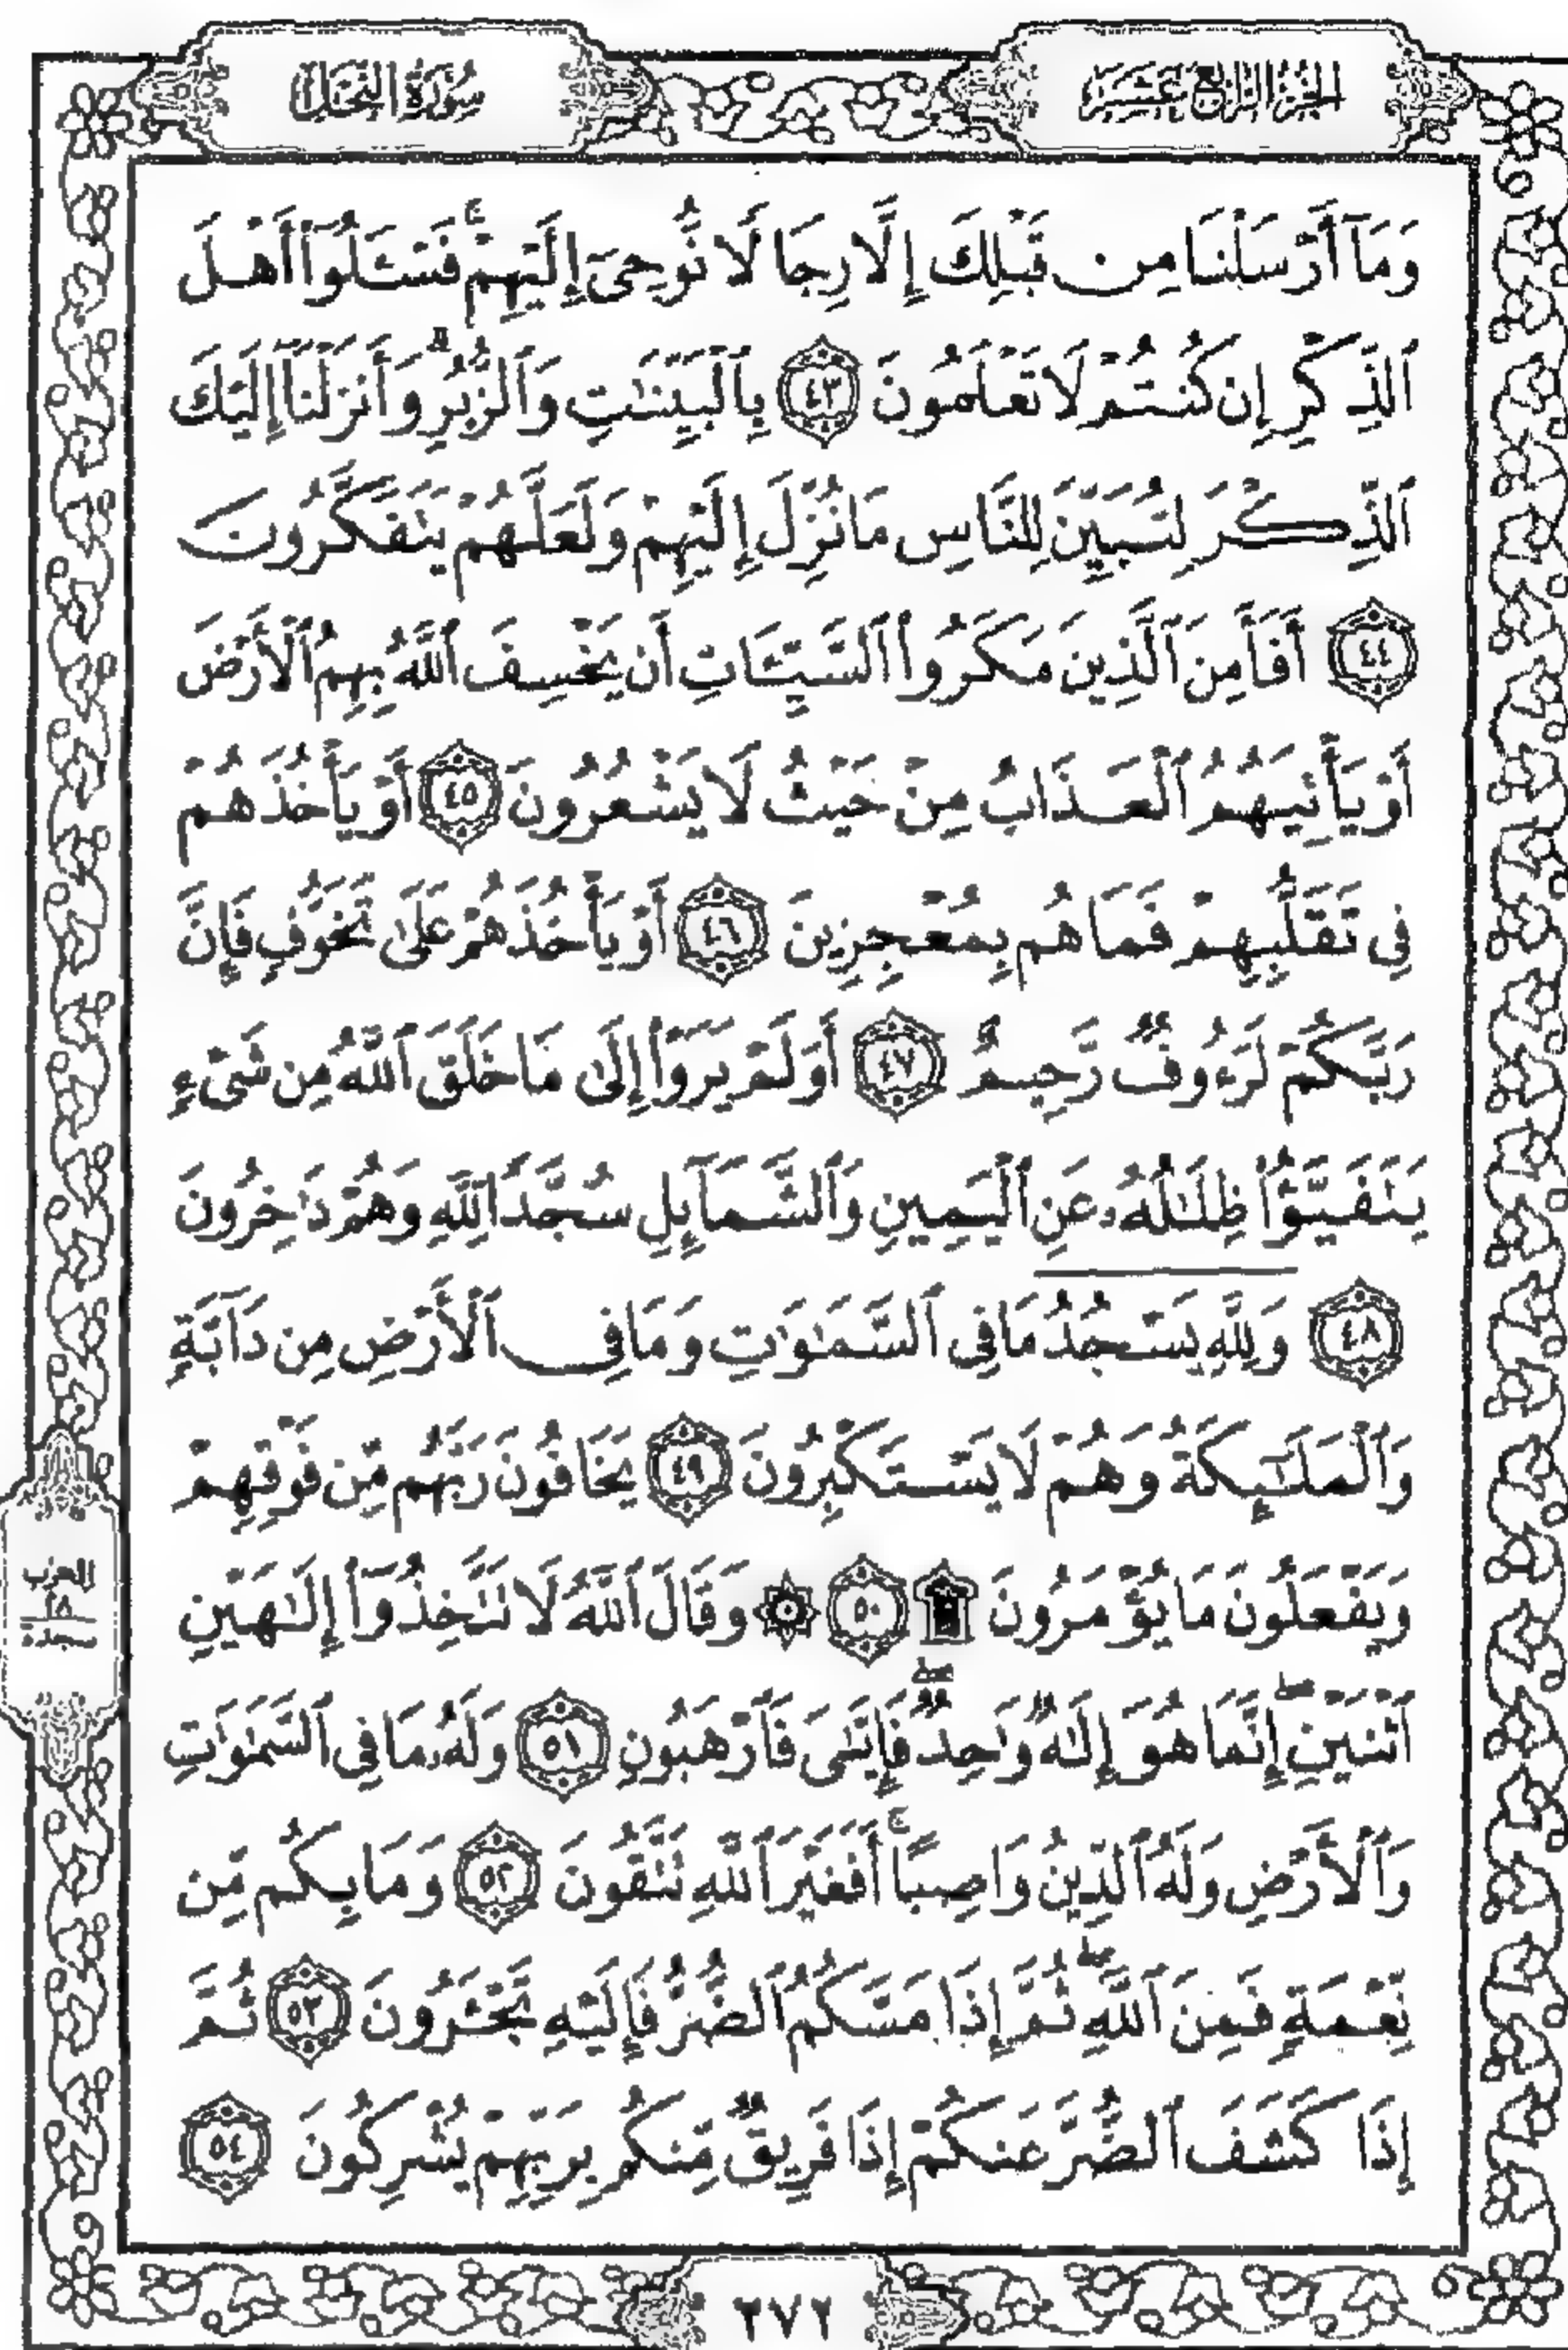 الجزء الرابع عشر
سورة النحل
وَمَآ أَرْسَلْنَا مِن قَبْلِكَ إِلَّا رِجَالًا نُّوحِىٓ إِلَيْهِمْ ۚ فَسْـَٔلُوٓا۟ أَهْلَ
ٱلذِّكْرِ إِن كُنتُمْ لَا تَعْلَمُونَ ٤٣ بِٱلْبَيِّنَـٰتِ وَٱلزُّبُرِ ۗ وَأَنزَلْنَآ إِلَيْكَ
ٱلذِّكْرَ لِتُبَيِّنَ لِلنَّاسِ مَا نُزِّلَ إِلَيْهِمْ وَلَعَلَّهُمْ يَتَفَكَّرُونَ
٤٤ أَفَأَمِنَ ٱلَّذِينَ مَكَرُوا۟ ٱلسَّيِّـَٔاتِ أَن يَخْسِفَ ٱللَّهُ بِهِمُ ٱلْأَرْضَ
أَوْ يَأْتِيَهُمُ ٱلْعَذَابُ مِنْ حَيْثُ لَا يَشْعُرُونَ ٤٥ أَوْ يَأْخُذَهُمْ
فِى تَقَلُّبِهِمْ فَمَا هُم بِمُعْجِزِينَ ٤٦ أَوْ يَأْخُذَهُمْ عَلَىٰ تَخَوُّفٍ فَإِنَّ
رَبَّكُمْ لَرَءُوفٌ رَّحِيمٌ ٤٧ أَوَلَمْ يَرَوْا۟ إِلَىٰ مَا خَلَقَ ٱللَّهُ مِن شَىْءٍ
يَتَفَيَّؤُا۟ ظِلَـٰلُهُۥ عَنِ ٱلْيَمِينِ وَٱلشَّمَآئِلِ سُجَّدًا لِّلَّهِ وَهُمْ دَٰخِرُونَ
٤٨ وَلِلَّهِ يَسْجُدُ مَا فِى ٱلسَّمَـٰوَٰتِ وَمَا فِى ٱلْأَرْضِ مِن دَآبَّةٍ
وَٱلْمَلَـٰٓئِكَةُ وَهُمْ لَا يَسْتَكْبِرُونَ ٤٩ يَخَافُونَ رَبَّهُم مِّن فَوْقِهِمْ
وَيَفْعَلُونَ مَا يُؤْمَرُونَ ۩ ٥٠ ۞ وَقَالَ ٱللَّهُ لَا تَتَّخِذُوٓا۟ إِلَـٰهَيْنِ
ٱثْنَيْنِ ۖ إِنَّمَا هُوَ إِلَـٰهٌ وَٰحِدٌ ۖ فَإِيَّـٰىَ فَٱرْهَبُونِ ٥١ وَلَهُۥ مَا فِى ٱلسَّمَـٰوَٰتِ
وَٱلْأَرْضِ وَلَهُ ٱلدِّينُ وَاصِبًا ۚ أَفَغَيْرَ ٱللَّهِ تَتَّقُونَ ٥٢ وَمَا بِكُم مِّن
نِّعْمَةٍ فَمِنَ ٱللَّهِ ۖ ثُمَّ إِذَا مَسَّكُمُ ٱلضُّرُّ فَإِلَيْهِ تَجْـَٔرُونَ ٥٣ ثُمَّ
إِذَا كَشَفَ ٱلضُّرَّ عَنكُمْ إِذَا فَرِيقٌ مِّنكُم بِرَبِّهِمْ يُشْرِكُونَ ٥٤
سجدة
٢٧٢